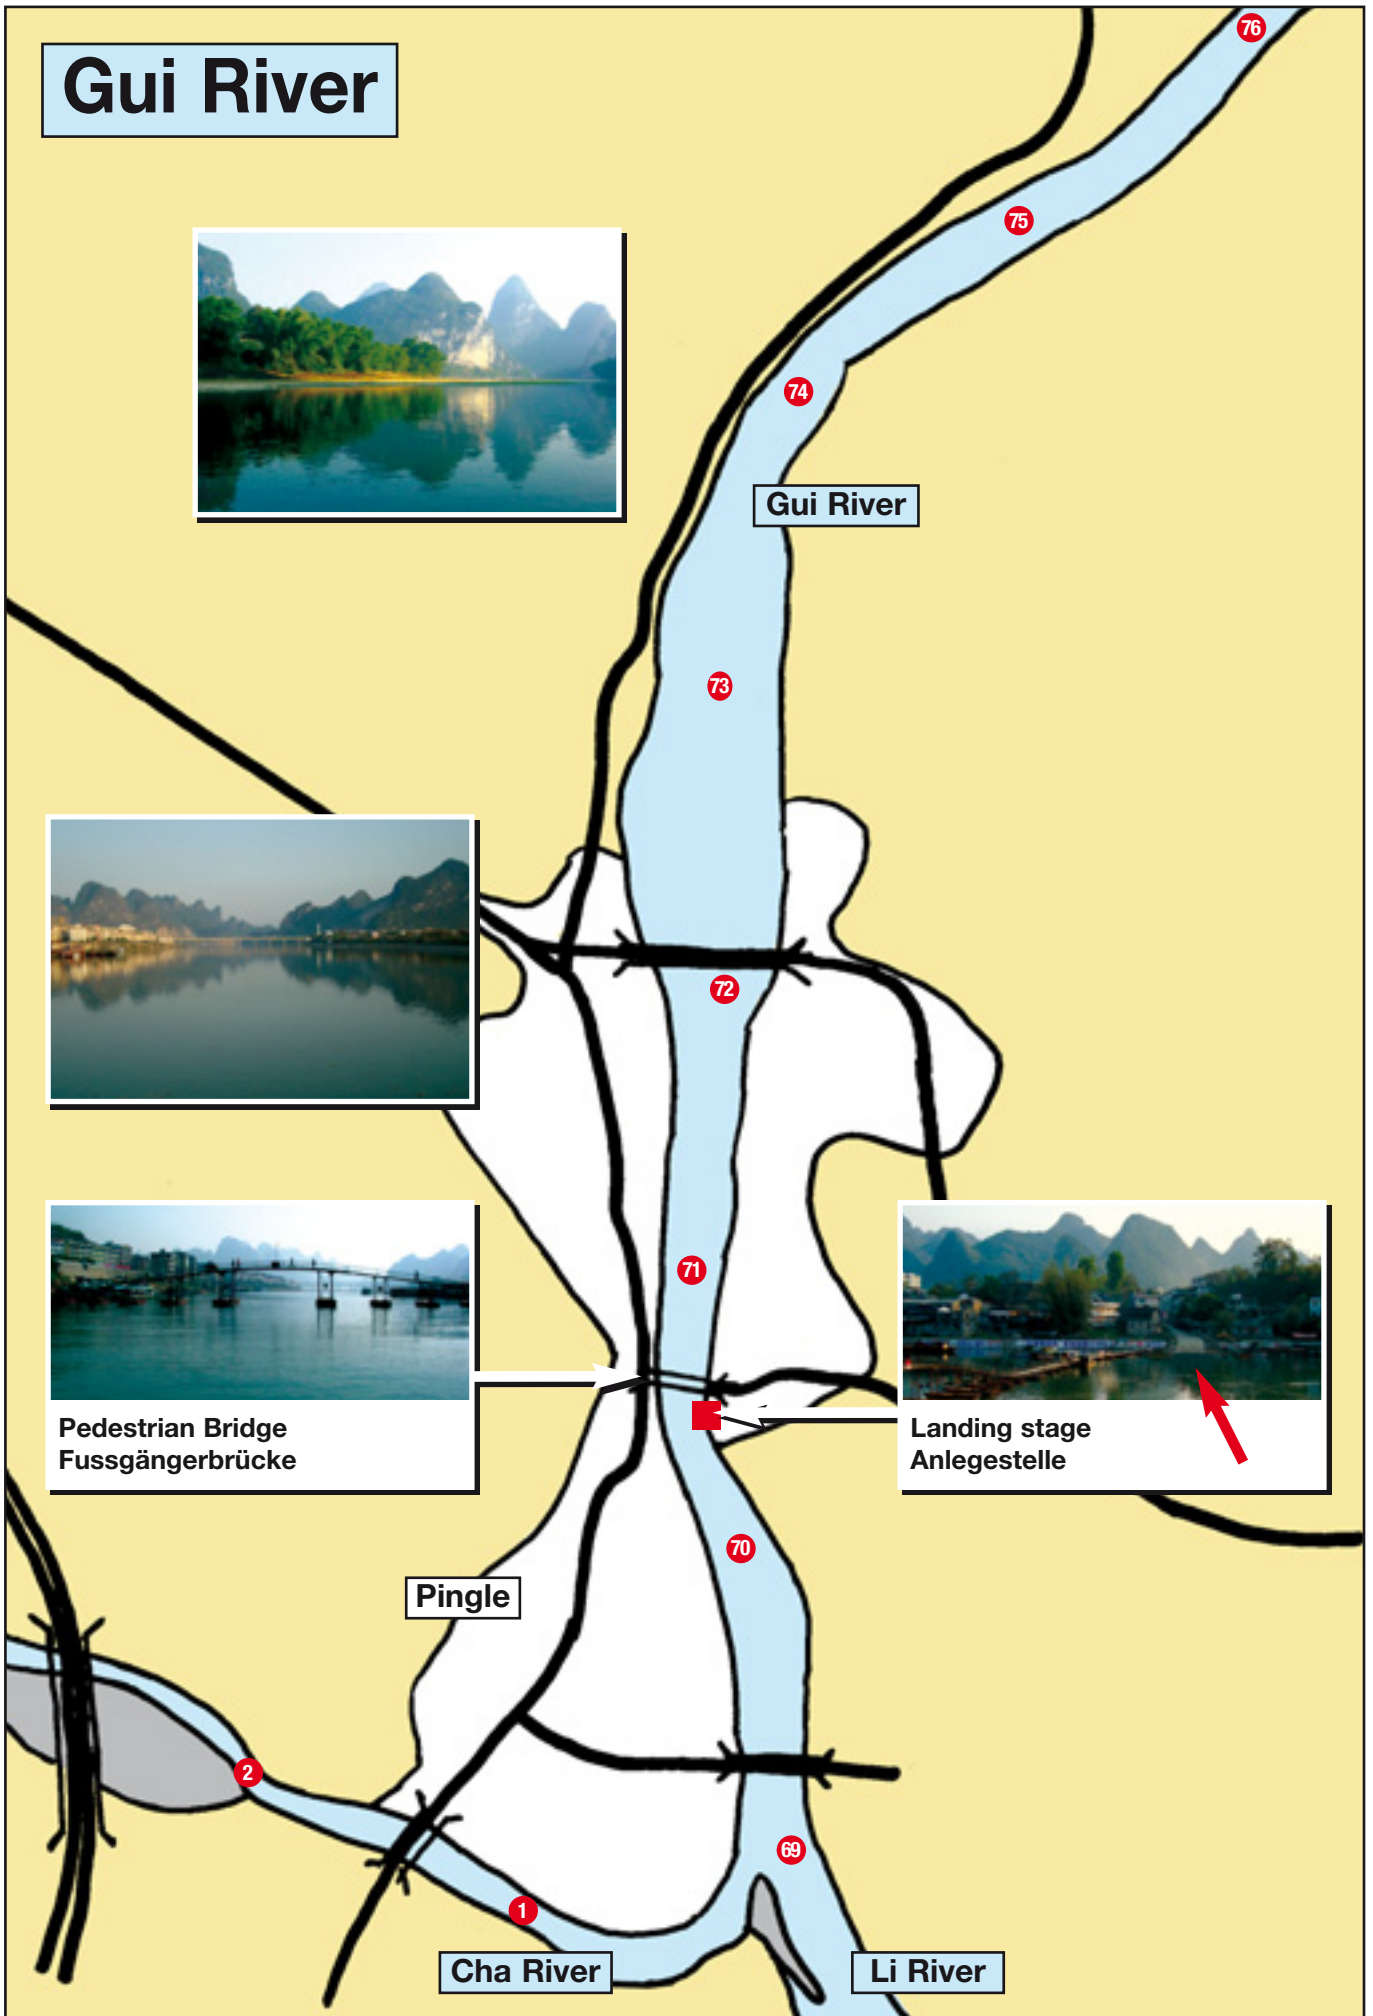 Gui River
76
75
74
Gui River
73
72
71
Pedestrian Bridge
Fussgängerbrücke
Landing stage
Anlegestelle
70
Pingle
2
69
1
Cha River
Li River